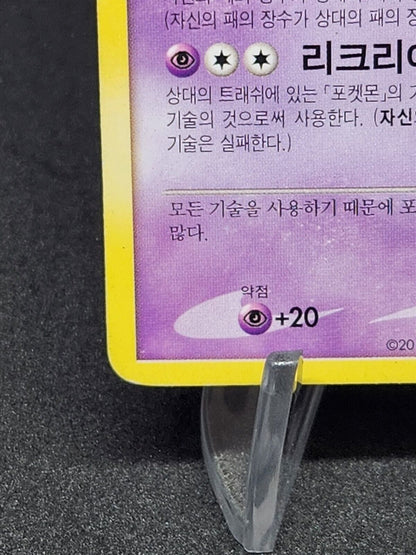 (자신의 패의 장수가 상대의 패의 장
리크리에
상대의 트래쉬에 있는 「포켓몬」의 기
기술의 것으로써 사용한다. (자신의
기술은 실패한다.)
모든 기술을 사용하기 때문에 포
많다.
약점
+20
©20